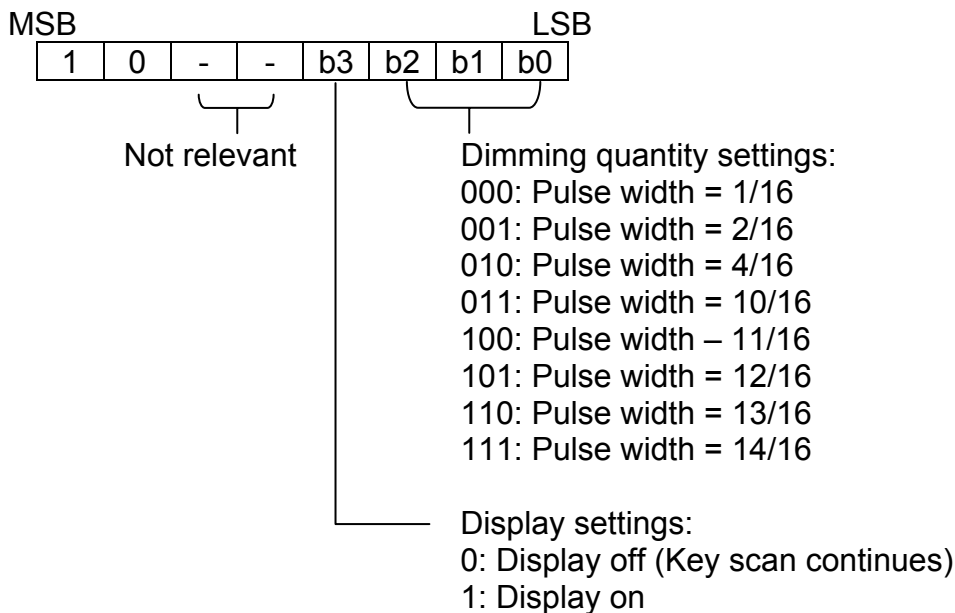 MSB LSB
1 0 - - b3 b2 b1 b0
Not relevant
Dimming quantity settings:
000: Pulse width = 1/16
001: Pulse width = 2/16
010: Pulse width = 4/16
011: Pulse width = 10/16
100: Pulse width – 11/16
101: Pulse width = 12/16
110: Pulse width = 13/16
111: Pulse width = 14/16
Display settings:
0: Display off (Key scan continues)
1: Display on